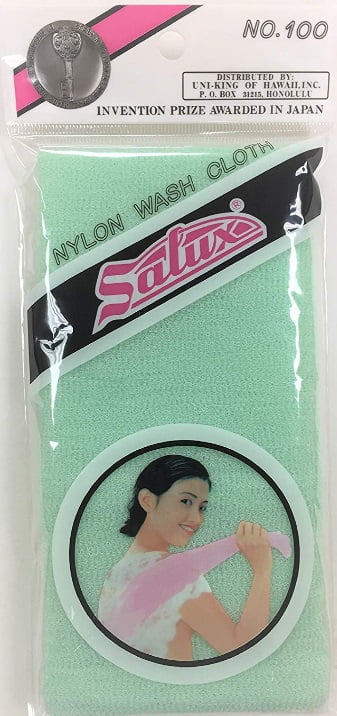 NO.100
DISTRIBUTED BY:
UNI-KING OF HAWAII,INC.
P. O. BOX 31215, HONOLULU
INVENTION PRIZE AWARDED IN JAPAN
NYLON WASH CLOTH
Salux®